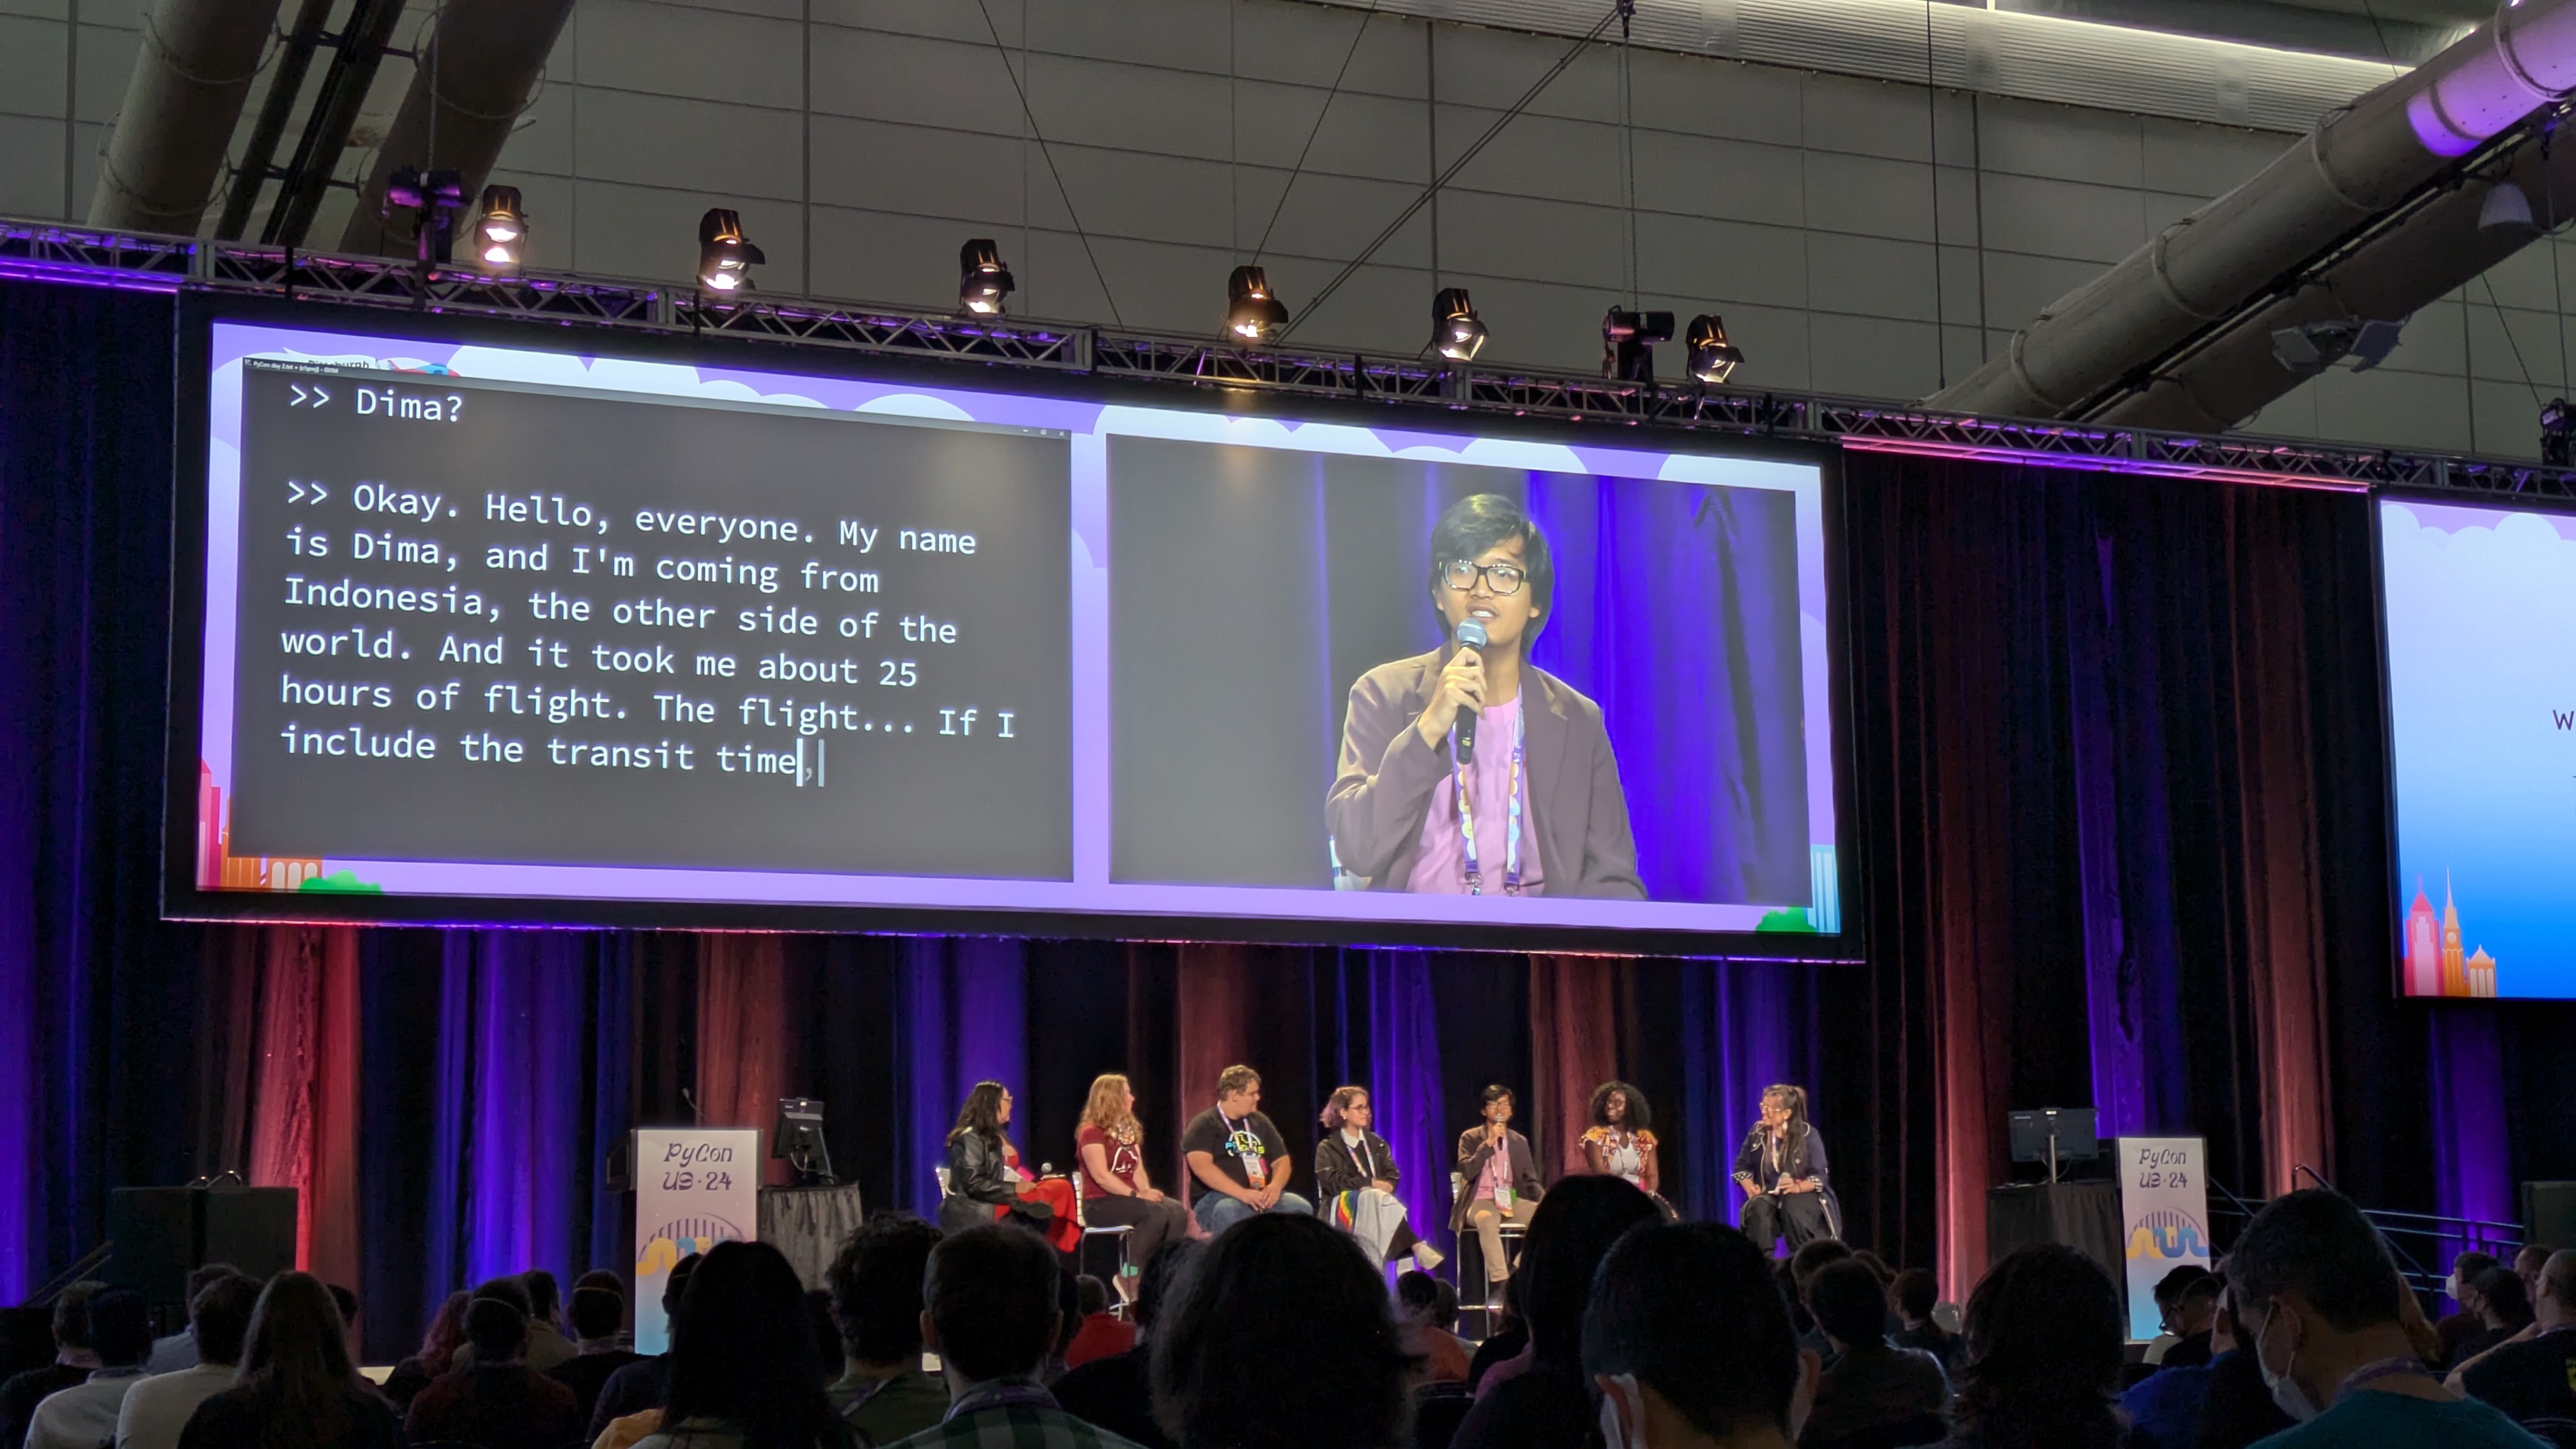 >> Dima?
>> Okay. Hello, everyone. My name
is Dima, and I'm coming from
Indonesia, the other side of the
world. And it took me about 25
hours of flight. The flight... If I
include the transit time,
W
PyCon
US·24
PyCon
US·24